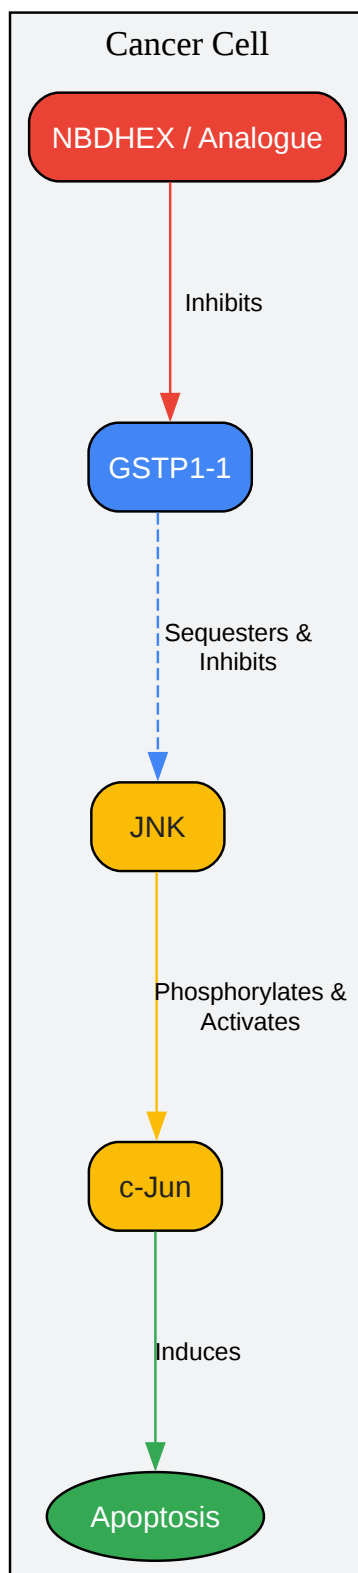 Cancer Cell
NBDHEX / Analogue
Inhibits
GSTP1-1
Sequesters &
Inhibits
JNK
Phosphorylates &
Activates
c-Jun
Induces
Apoptosis